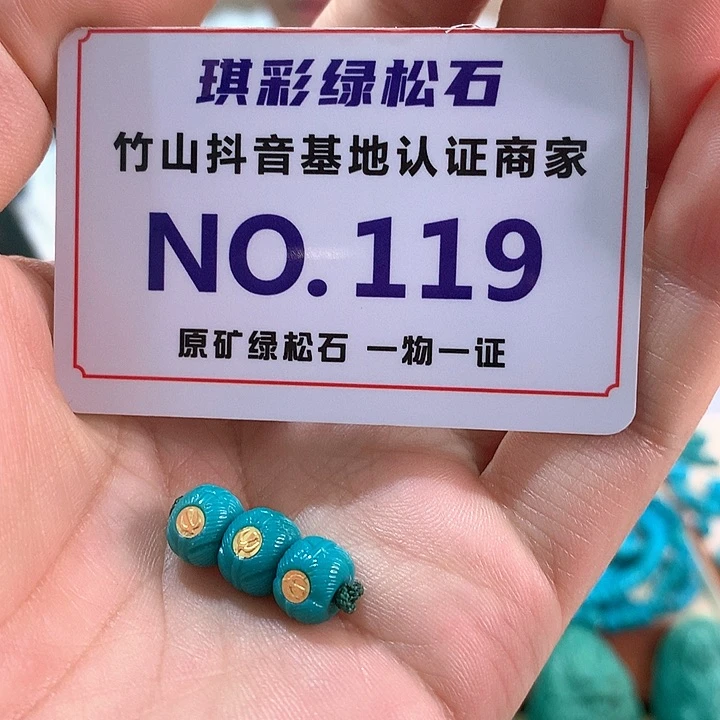 琪彩绿松石
竹山抖音基地认证商家
NO.119
原矿绿松石 一物一证